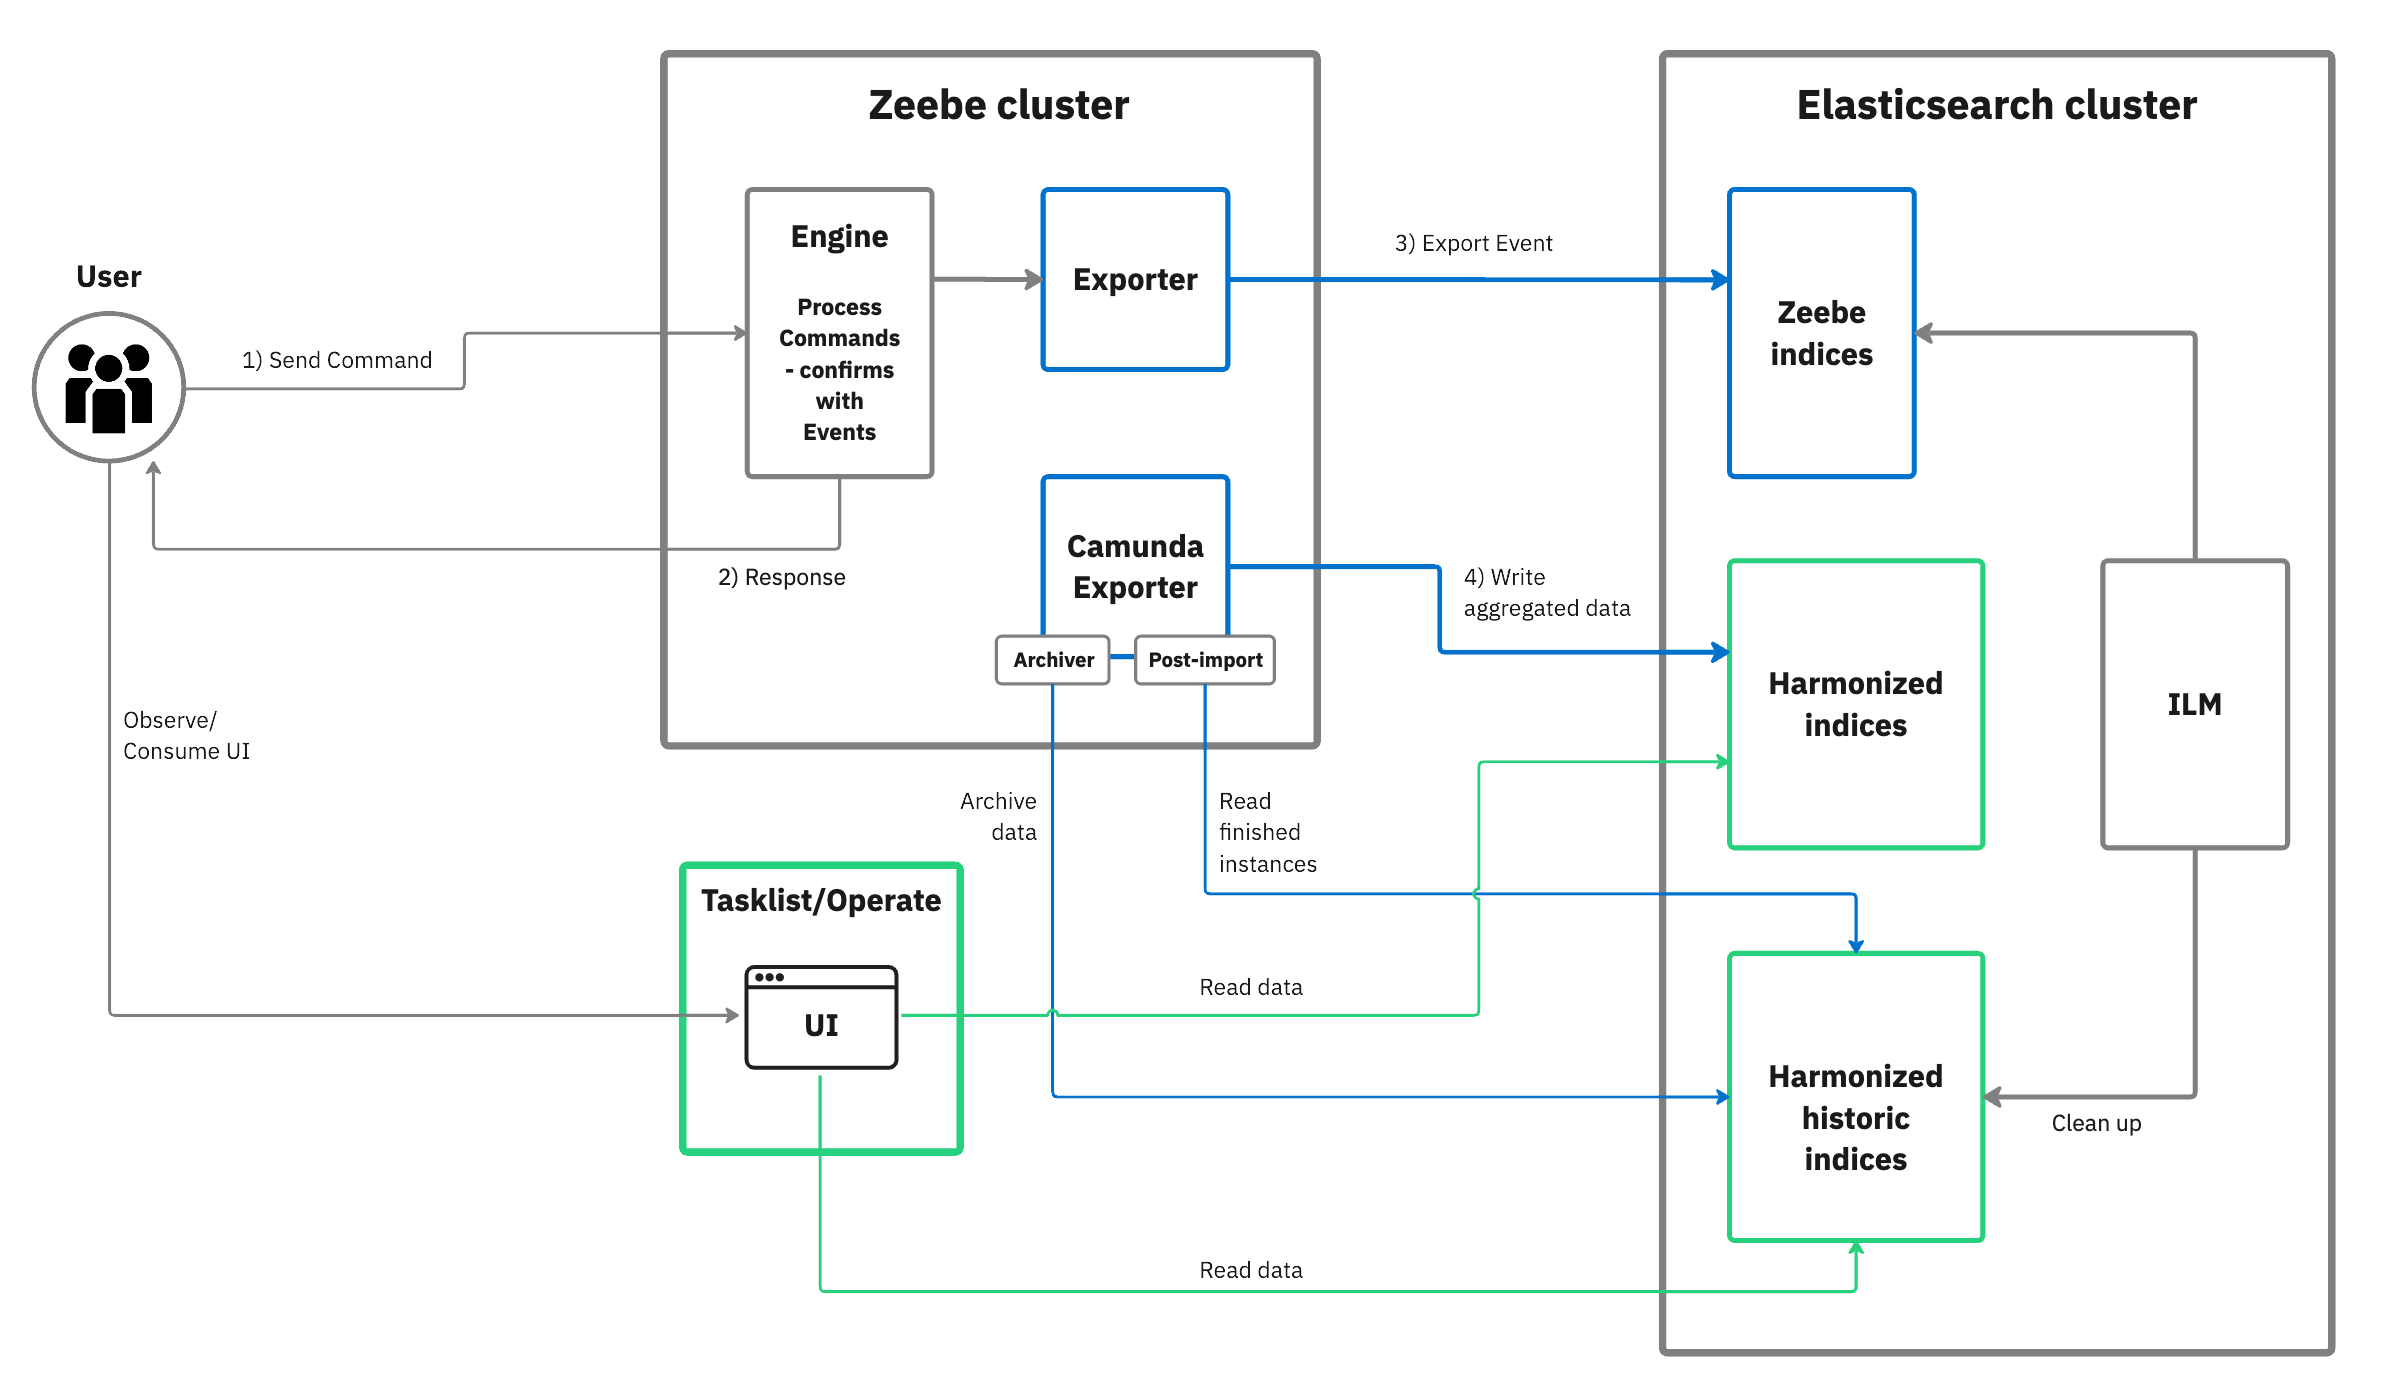 Zeebe cluster
Elasticsearch cluster
Engine
Process
Commands
- confirms
with
Events
Exporter
3) Export Event
Zeebe
indices
User
1) Send Command
2) Response
Camunda
Exporter
Archiver
Post-import
4) Write
aggregated data
Harmonized
indices
ILM
Observe/
Consume UI
Archive
data
Read
finished
instances
Tasklist/Operate
UI
Read data
Harmonized
historic
indices
Clean up
Read data